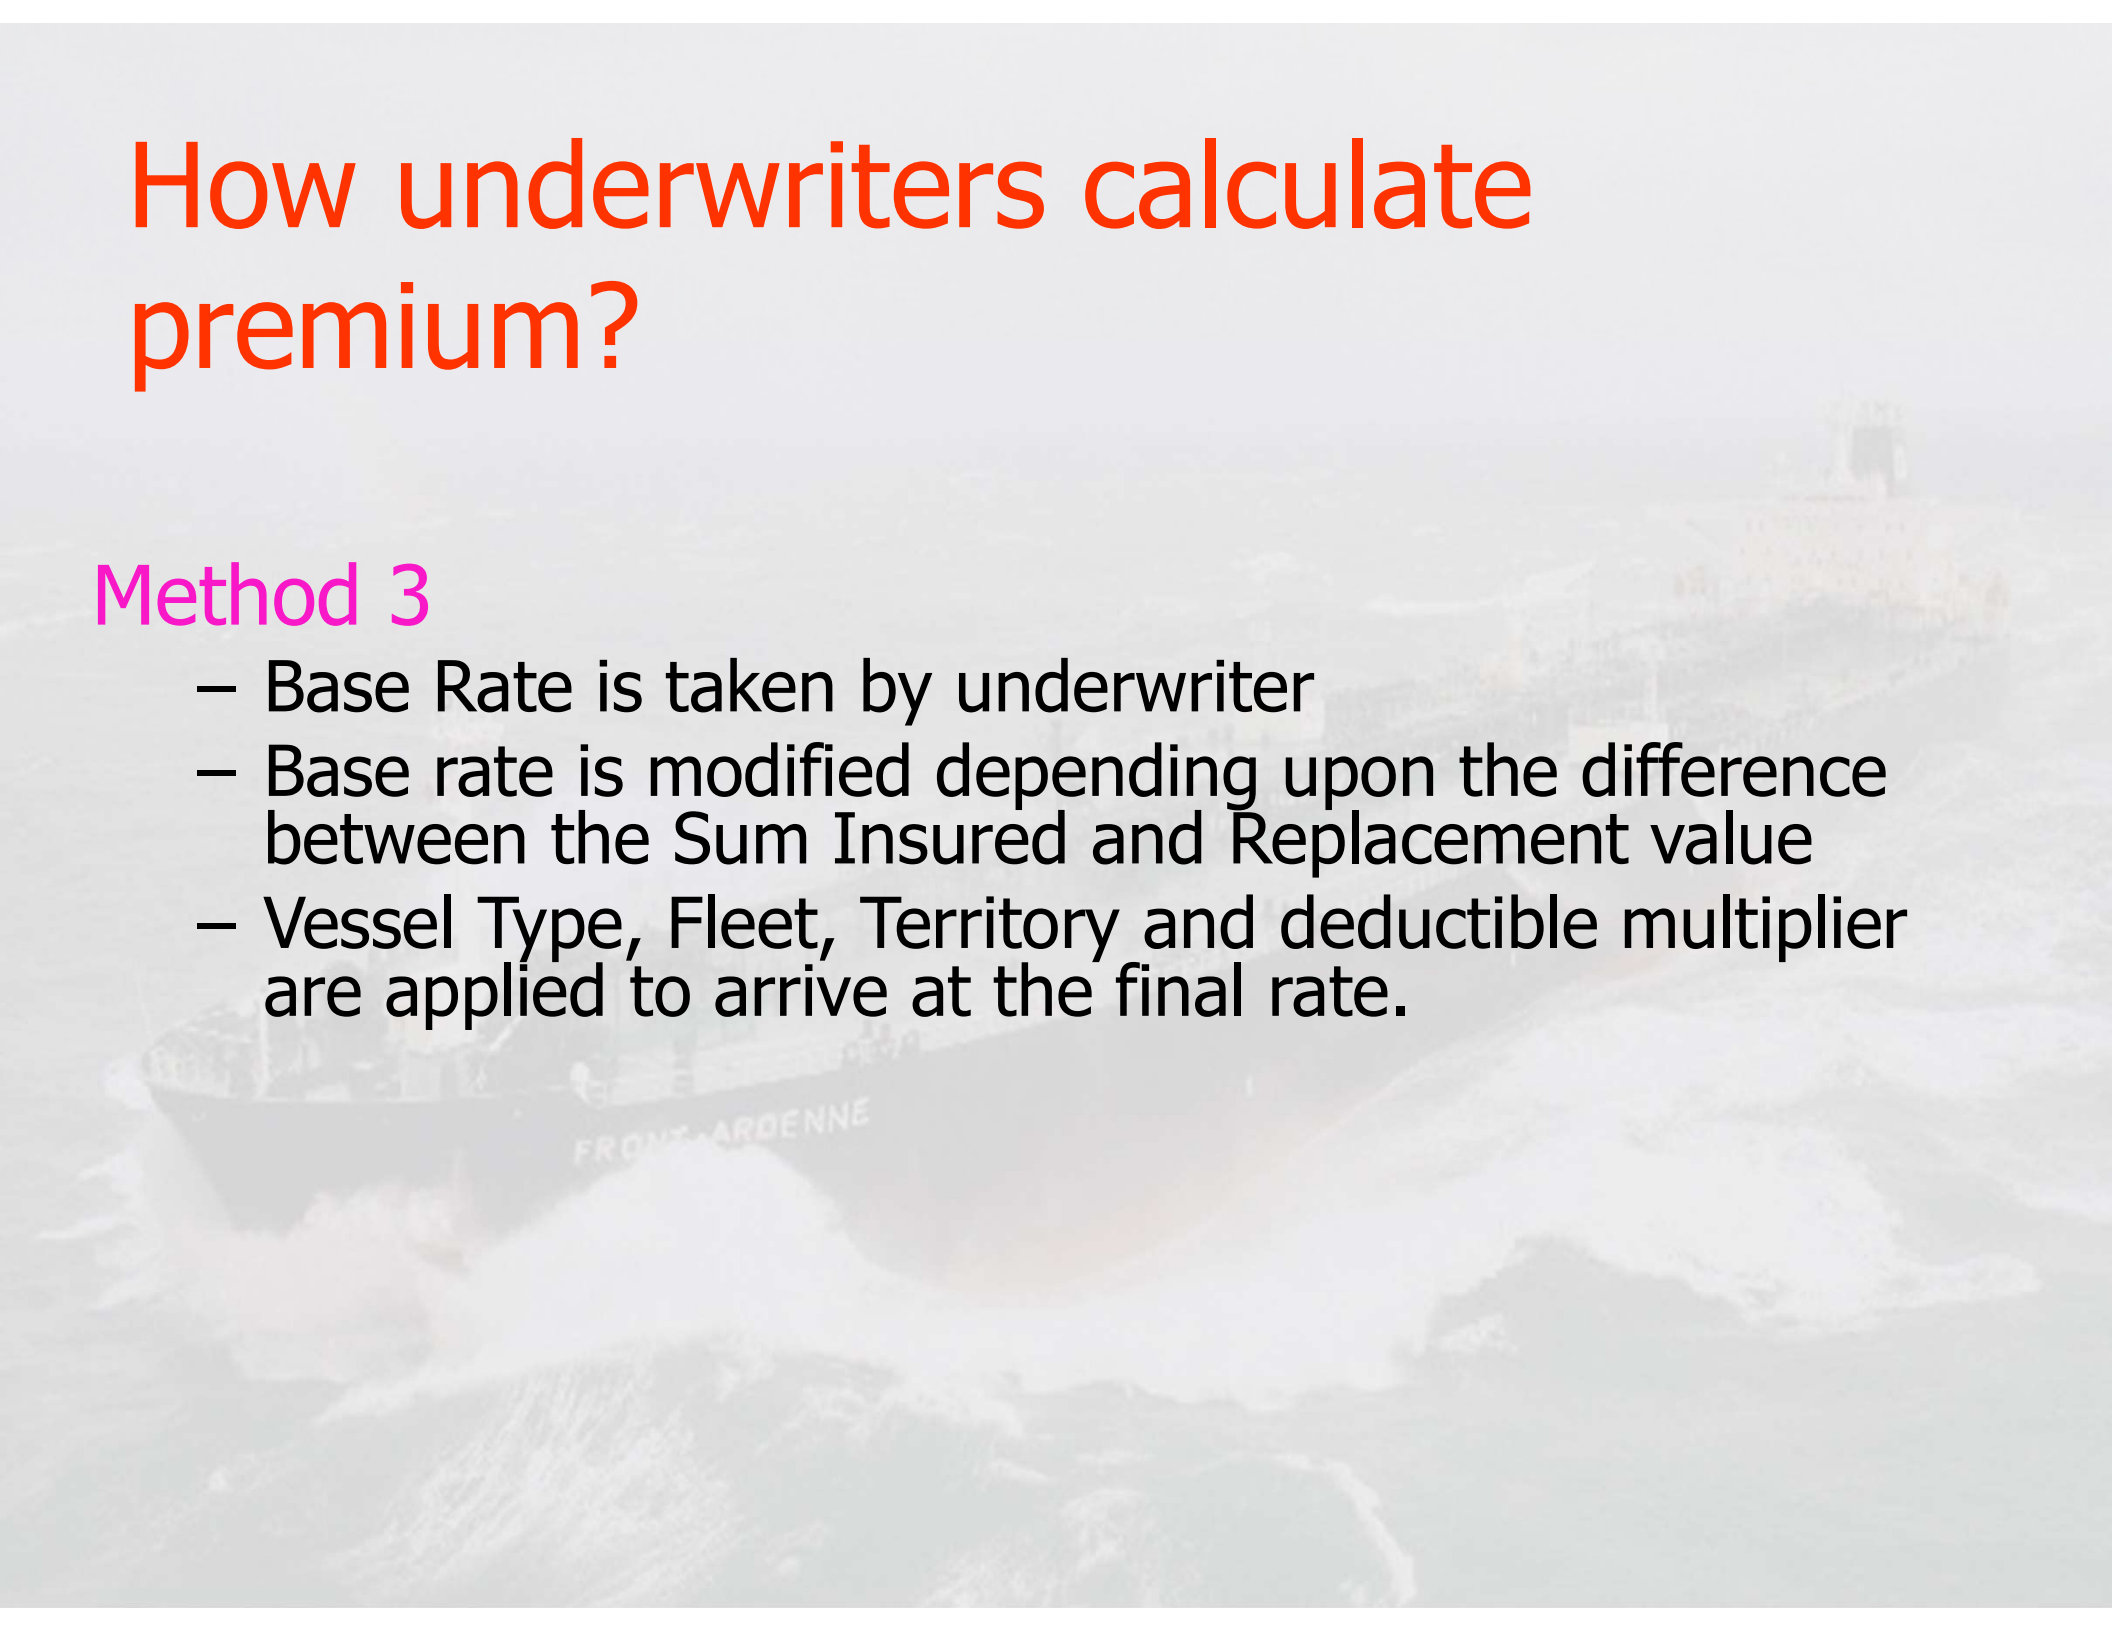 How underwriters calculate
premium?
Method 3
– Base Rate is taken by underwriter
– Base rate is modified depending upon the difference
between the Sum Insured and Replacement value
– Vessel Type, Fleet, Territory and deductible multiplier
are applied to arrive at the final rate.
FRONT ARDENNE